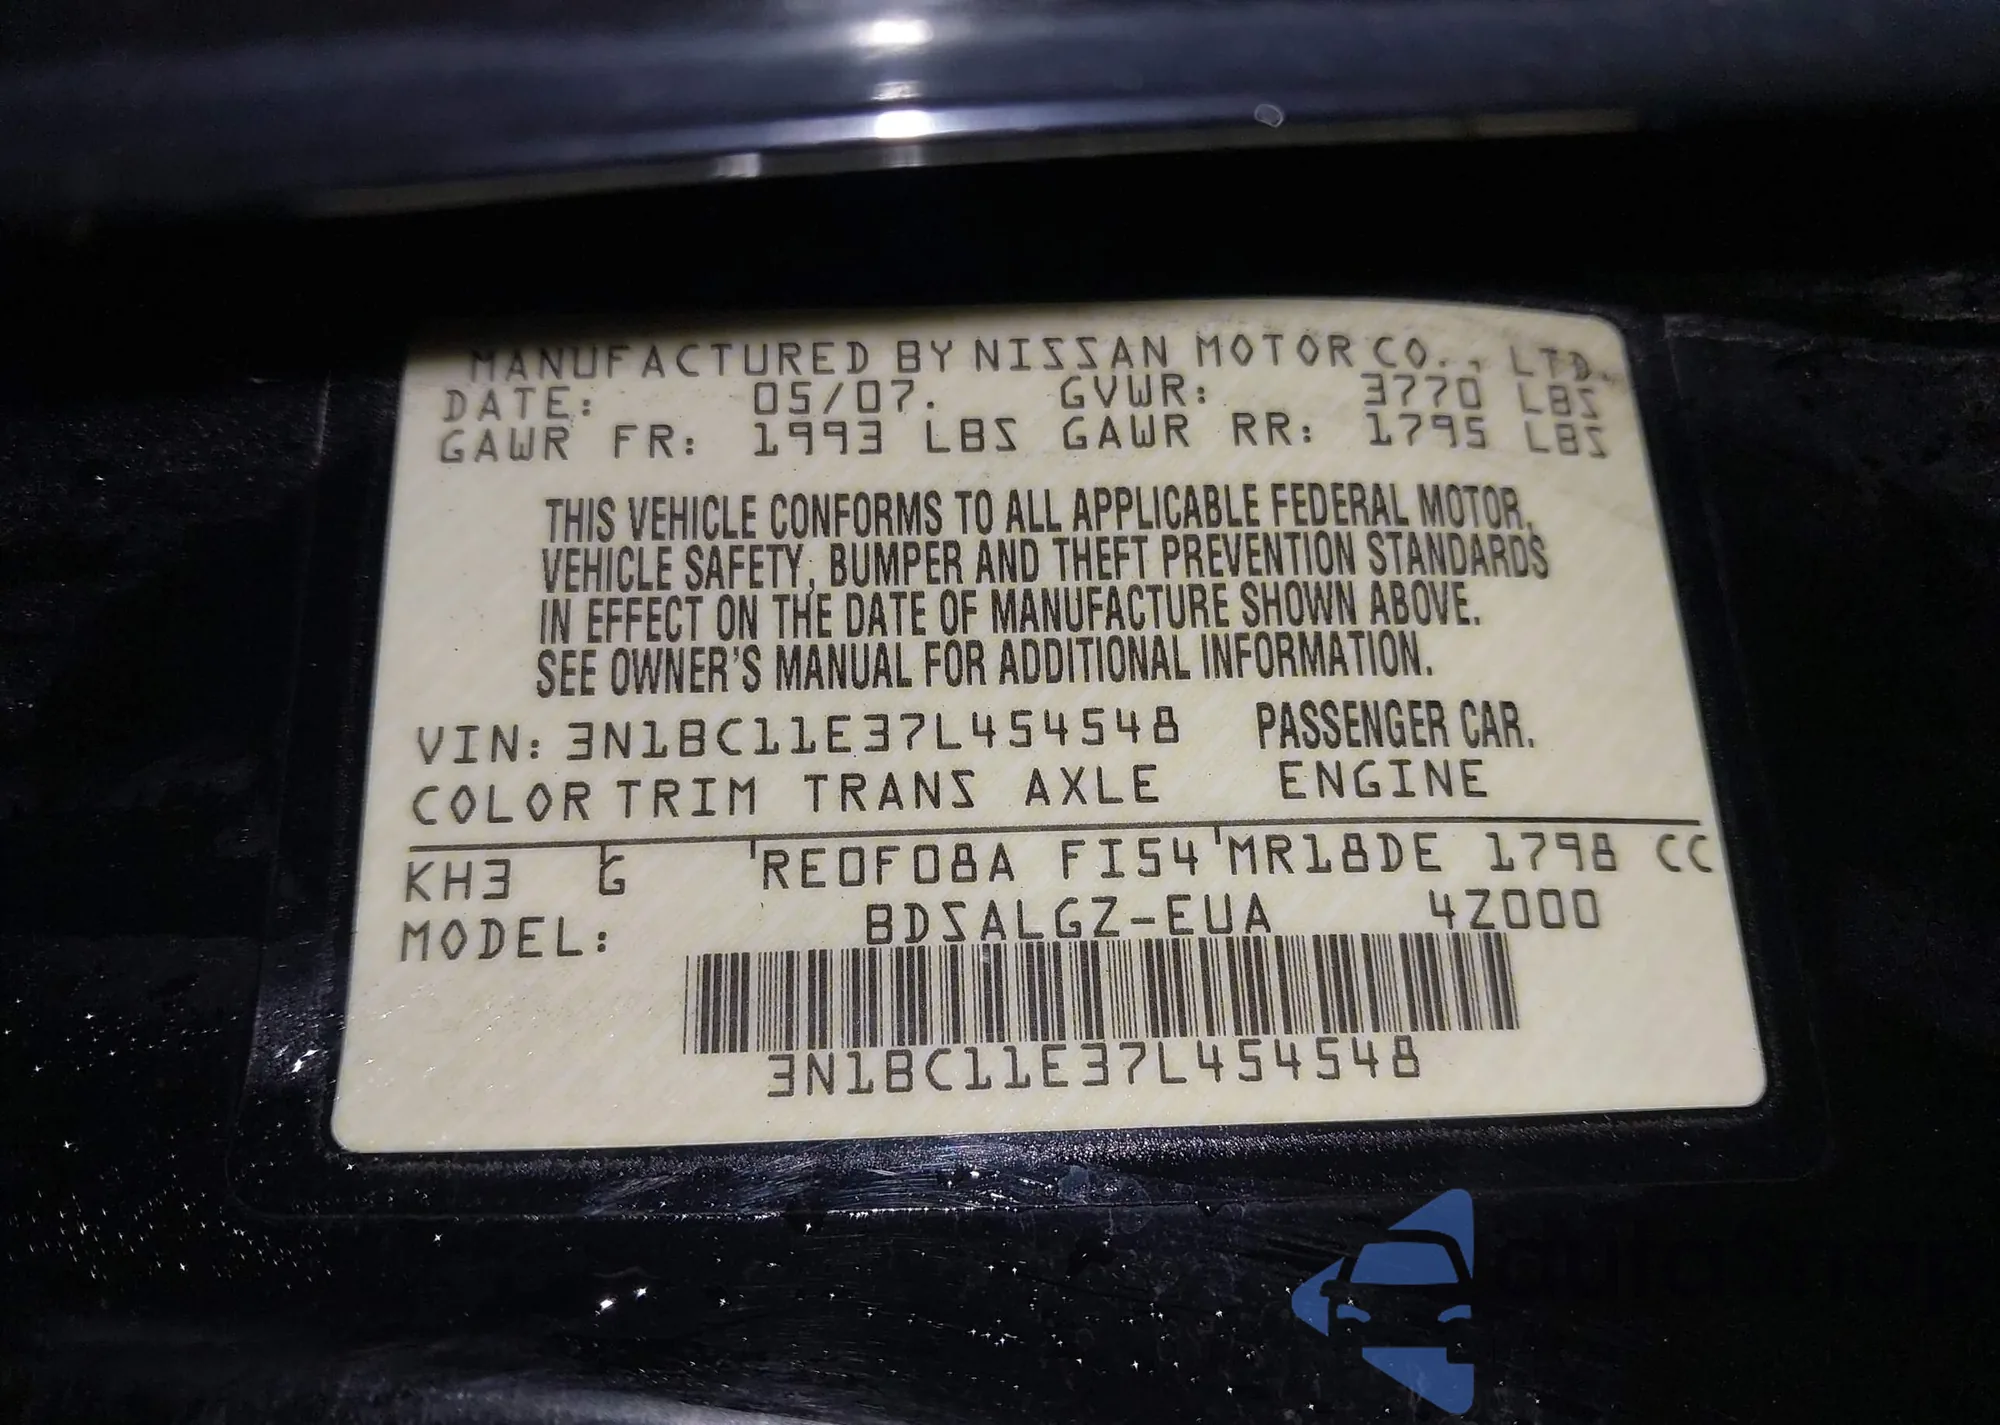 MANUFACTURED BY NISSAN MOTOR CO., LTD.
DATE: 05/07. GVWR: 3770 LBS
GAWR FR: 1993 LBS GAWR RR: 1795 LBS
THIS VEHICLE CONFORMS TO ALL APPLICABLE FEDERAL MOTOR,
VEHICLE SAFETY, BUMPER AND THEFT PREVENTION STANDARDS
IN EFFECT ON THE DATE OF MANUFACTURE SHOWN ABOVE.
SEE OWNER'S MANUAL FOR ADDITIONAL INFORMATION.
VIN: 3N1BC11E37L454548 PASSENGER CAR.
COLOR TRIM TRANS AXLE ENGINE
KH3 G RE0F08A FI54 MR18DE 1798 CC
MODEL: BDSALGZ-EUA 4Z000
3N1BC11E37L454548